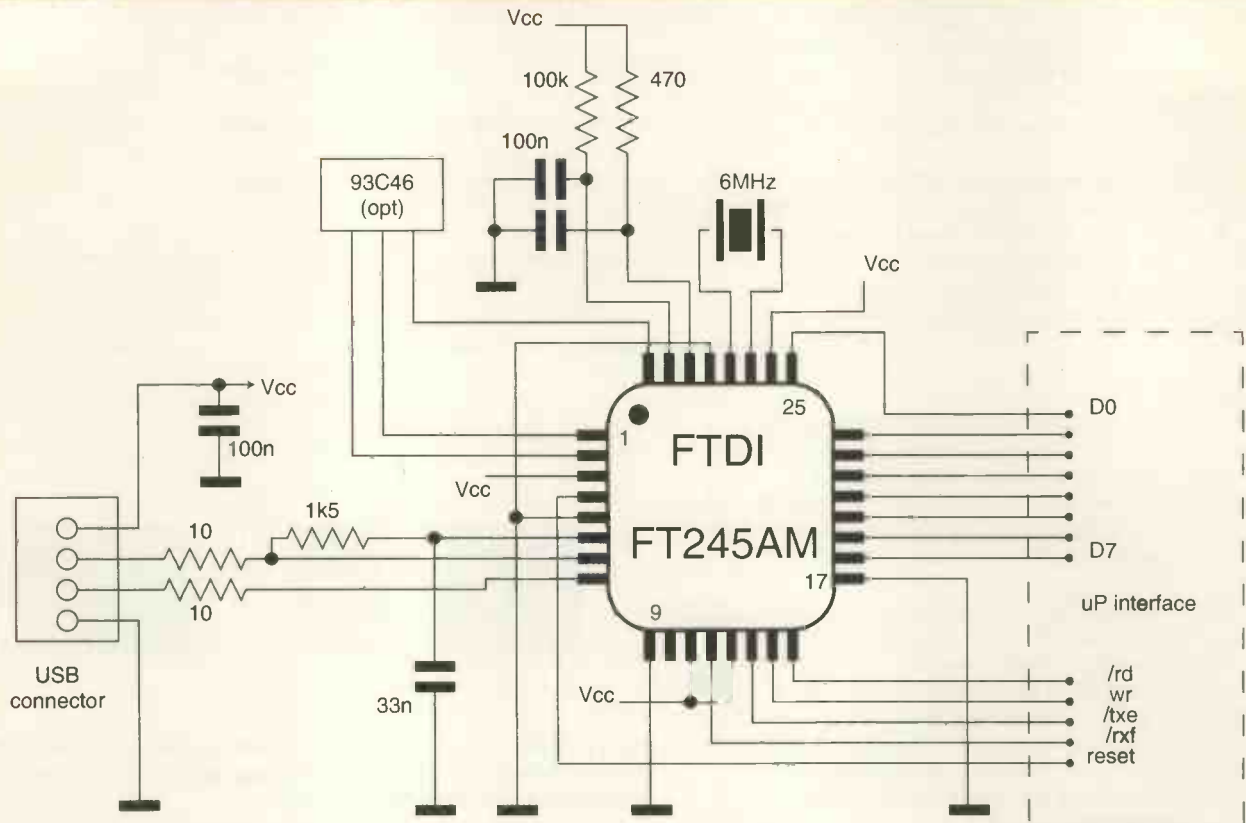 Vcc
100k
470
100n
93C46
(opt)
6MHz
Vcc
Vcc
100n
1
25
FTDI
D0
Vcc
10
1k5
FT245AM
D7
10
17
uP interface
9
USB
connector
33n
Vcc
/rd
wr
/txe
/rxf
reset